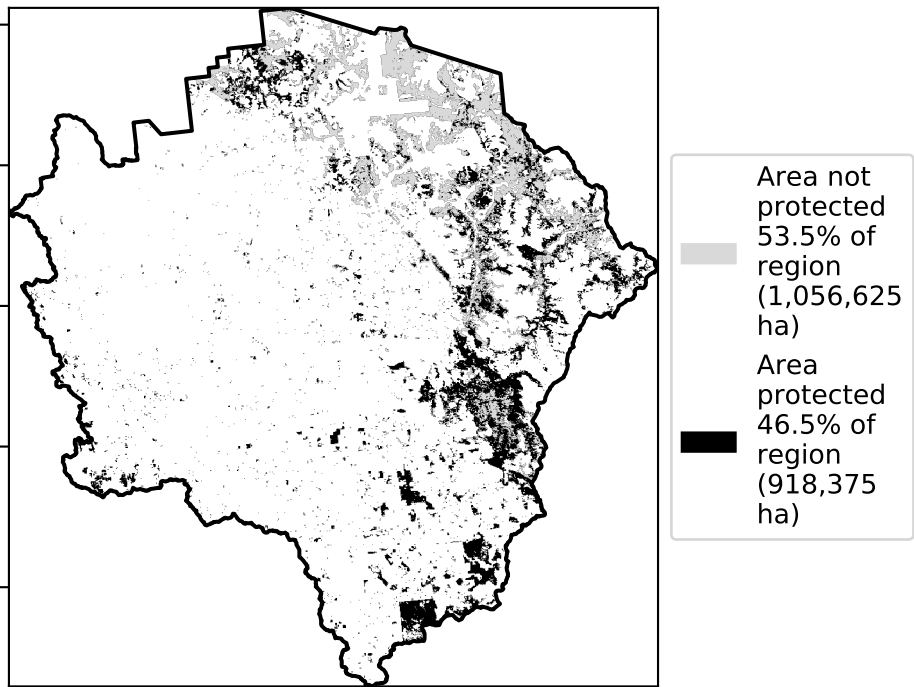 Area not
protected
53.5% of
region
(1,056,625
ha)
Area
protected
46.5% of
region
(918,375
ha)